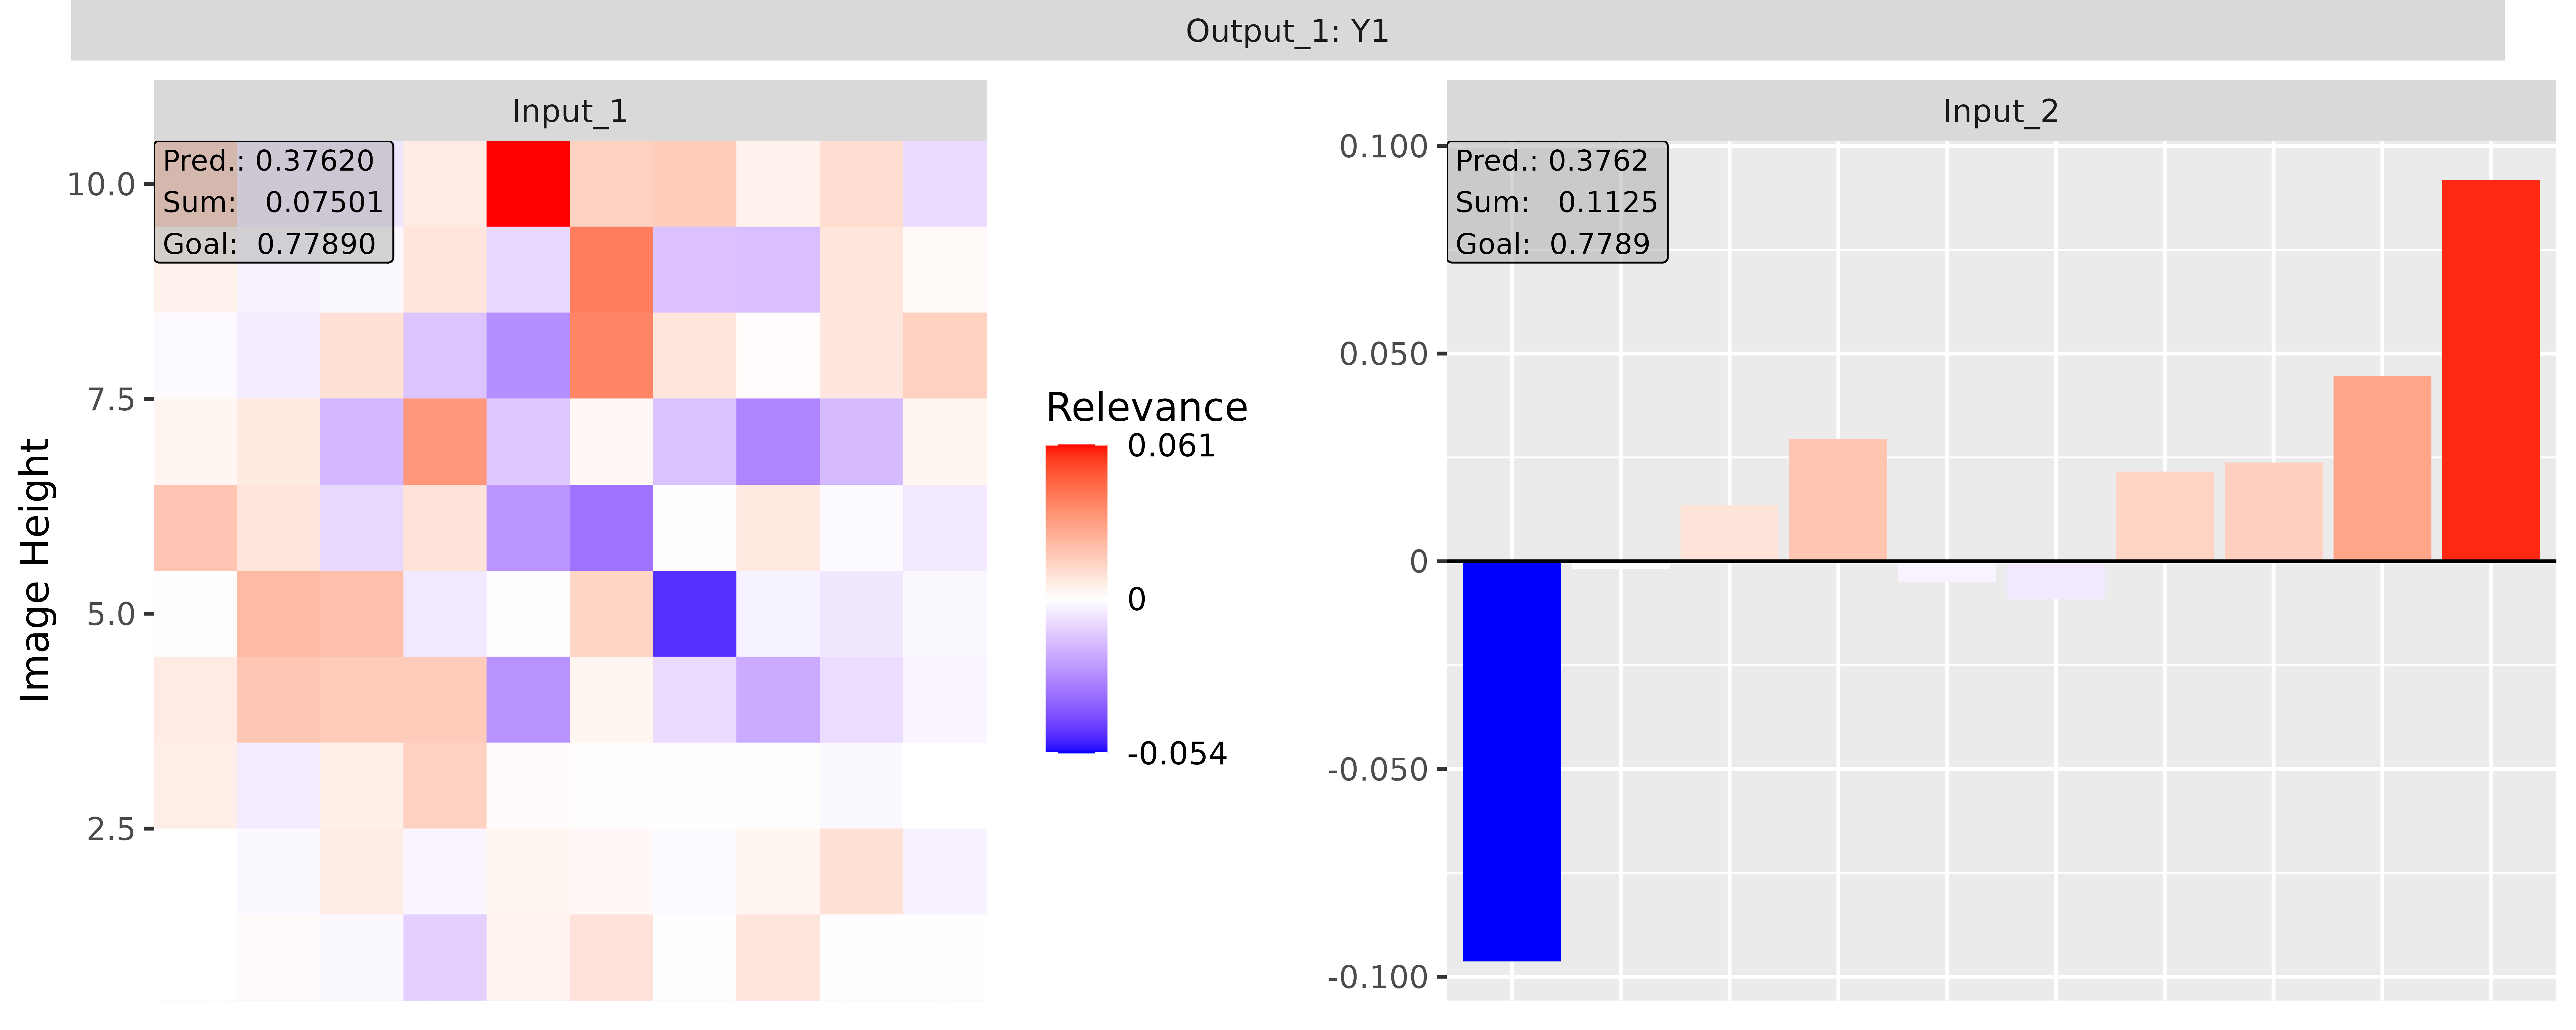 Output_1: Y1
Input_1
Pred.: 0.37620
Sum: 0.07501
Goal: 0.77890
10.0
7.5
5.0
2.5
Image Height
Relevance
0.061
0
-0.054
Input_2
Pred.: 0.3762
Sum: 0.1125
Goal: 0.7789
0.100
0.050
0
-0.050
-0.100